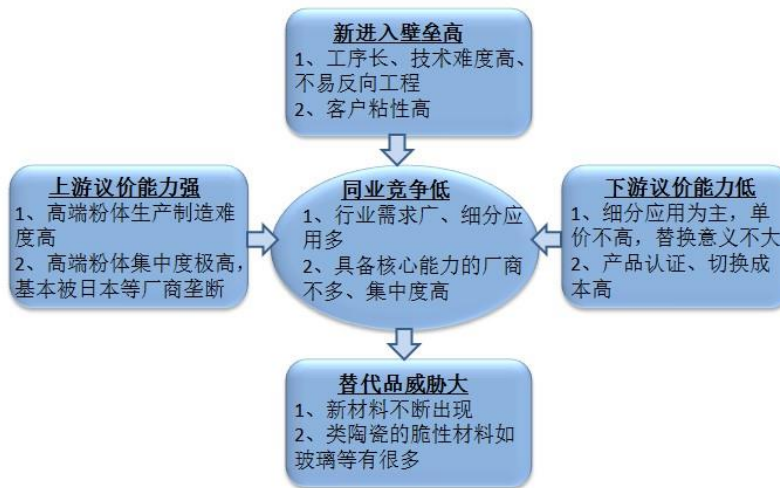 新进入壁垒高
1、工序长、技术难度高、
不易反向工程
2、客户粘性高
上游议价能力强
1、高端粉体生产制造难
度高
2、高端粉体集中度极高，
基本被日本等厂商垄断
同业竞争低
1、行业需求广、细分应
用多
2、具备核心能力的厂商
不多、集中度高
下游议价能力低
1、细分应用为主，单
价不高，替换意义不大
2、产品认证、切换成
本高
替代品威胁大
1、新材料不断出现
2、类陶瓷的脆性材料如
玻璃等有很多